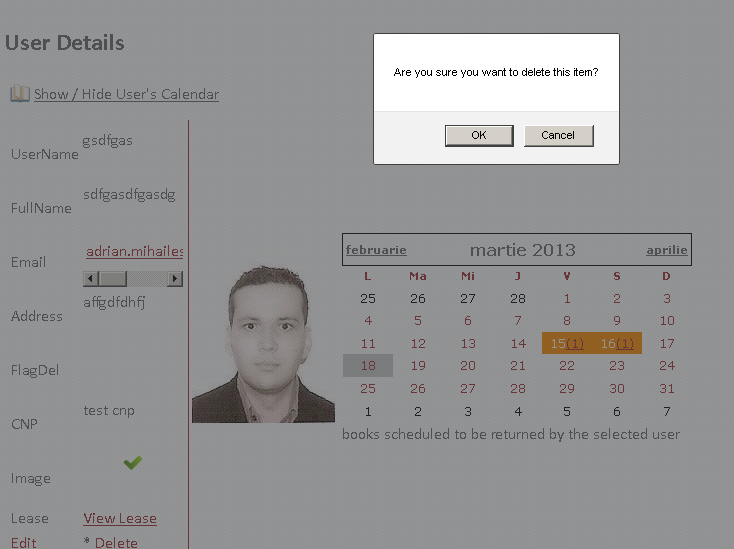 User Details
Are you sure you want to delete this item?
OK Cancel
Show / Hide User's Calendar
UserName gsdfgas
FullName sdfgasdfgasdg
Email adrian.mihailes
Address affgdfdhfj
FlagDel
CNP test cnp
Image
Lease View Lease
Edit * Delete
februarie martie 2013 aprilie
L Ma Mi J V S D
25 26 27 28 1 2 3
4 5 6 7 8 9 10
11 12 13 14 15(1) 16(1) 17
18 19 20 21 22 23 24
25 26 27 28 29 30 31
1 2 3 4 5 6 7
books scheduled to be returned by the selected user